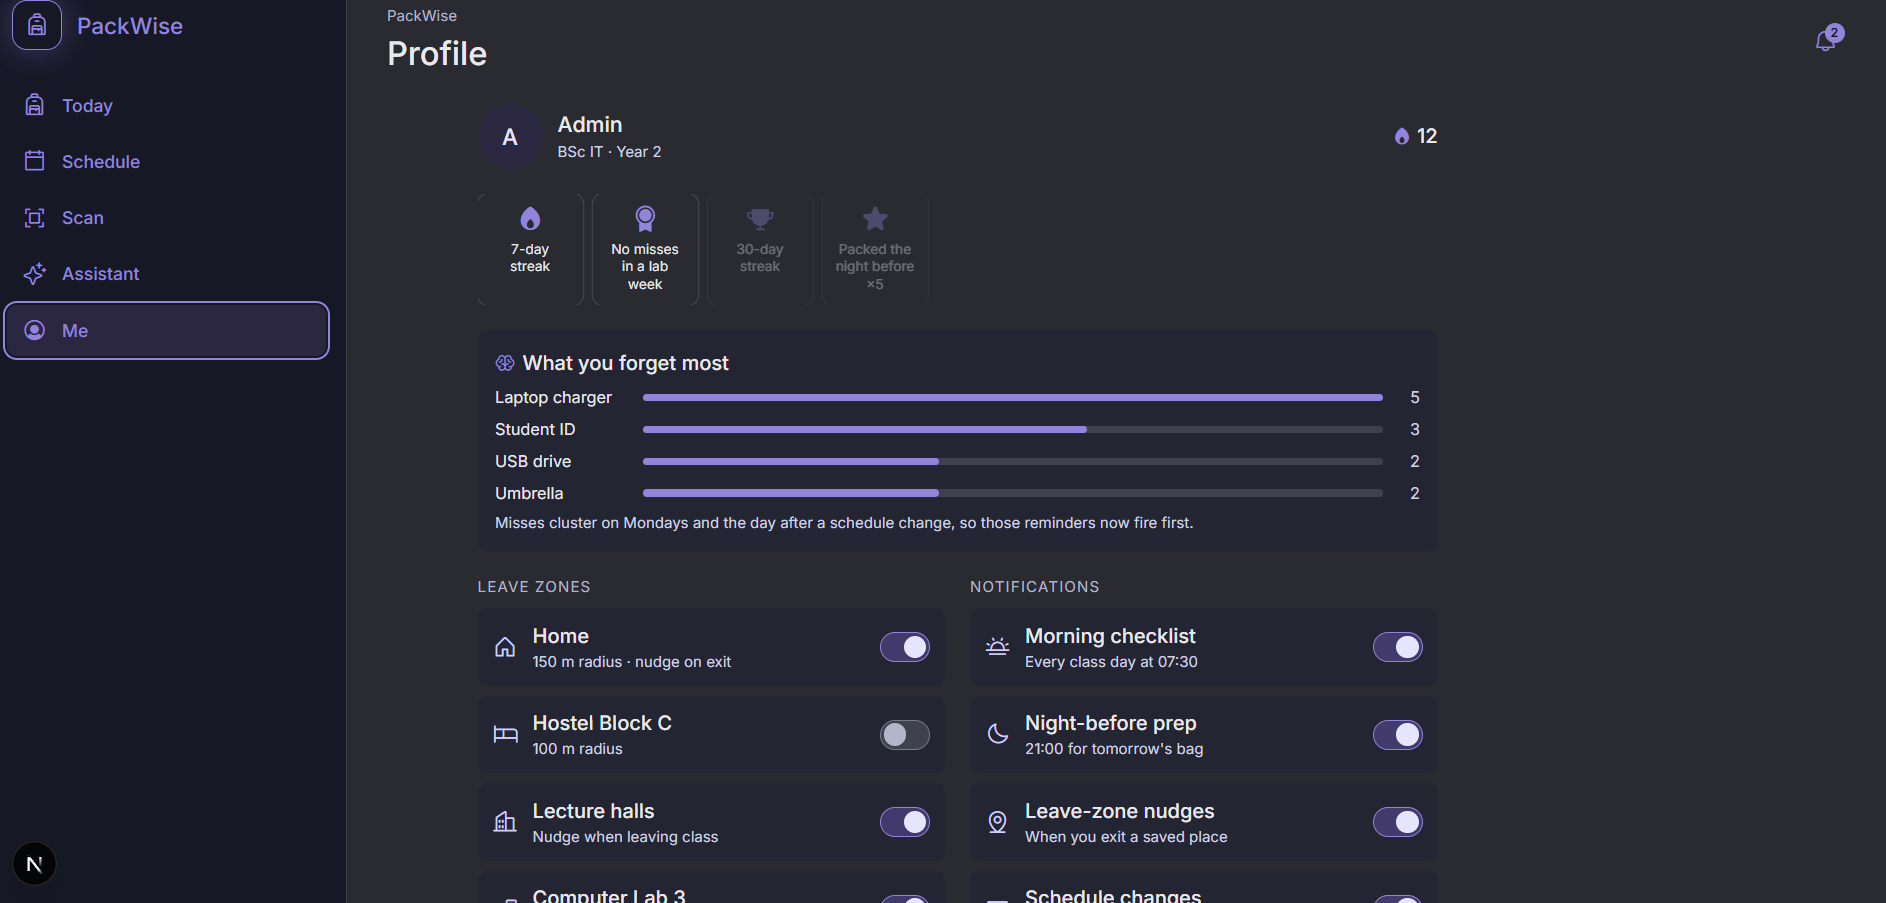 PackWise
Today
Schedule
Scan
Assistant
Me
N
PackWise
Profile
2
A
Admin
BSc IT · Year 2
12
7-day
streak
No misses
in a lab
week
30-day
streak
Packed the
night before
×5
What you forget most
Laptop charger 5
Student ID 3
USB drive 2
Umbrella 2
Misses cluster on Mondays and the day after a schedule change, so those reminders now fire first.
LEAVE ZONES
Home
150 m radius · nudge on exit
Hostel Block C
100 m radius
Lecture halls
Nudge when leaving class
Computer Lab 3
NOTIFICATIONS
Morning checklist
Every class day at 07:30
Night-before prep
21:00 for tomorrow's bag
Leave-zone nudges
When you exit a saved place
Schedule changes